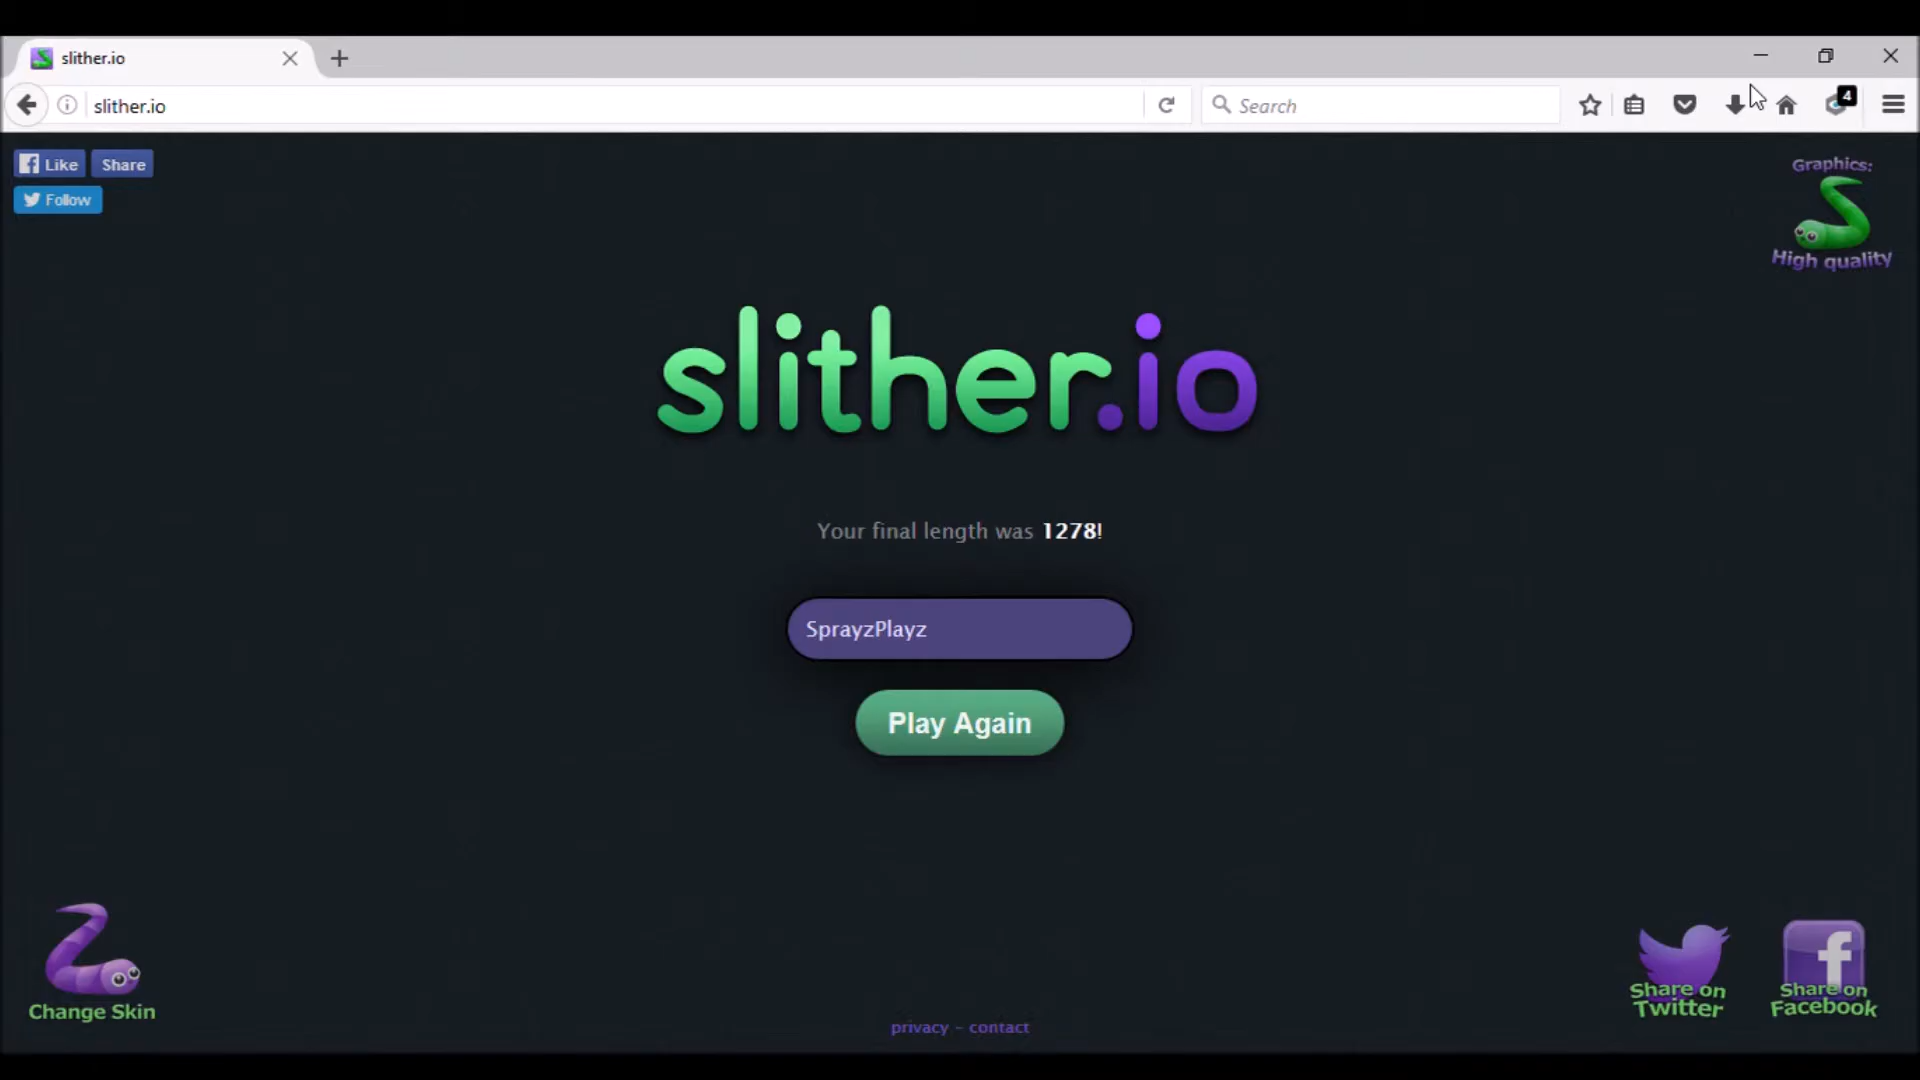 slither.io
slither.io
Search
4
Like Share
Follow
Graphics:
High quality
slither.io
Your final length was 1278!
SprayzPlayz
Play Again
Change Skin
Share on
Twitter
Share on
Facebook
privacy - contact